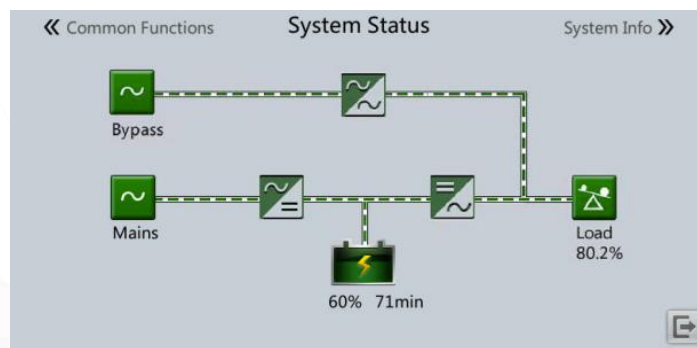 « Common Functions
System Status
System Info »
Bypass
Mains
Load
80.2%
60% 71min